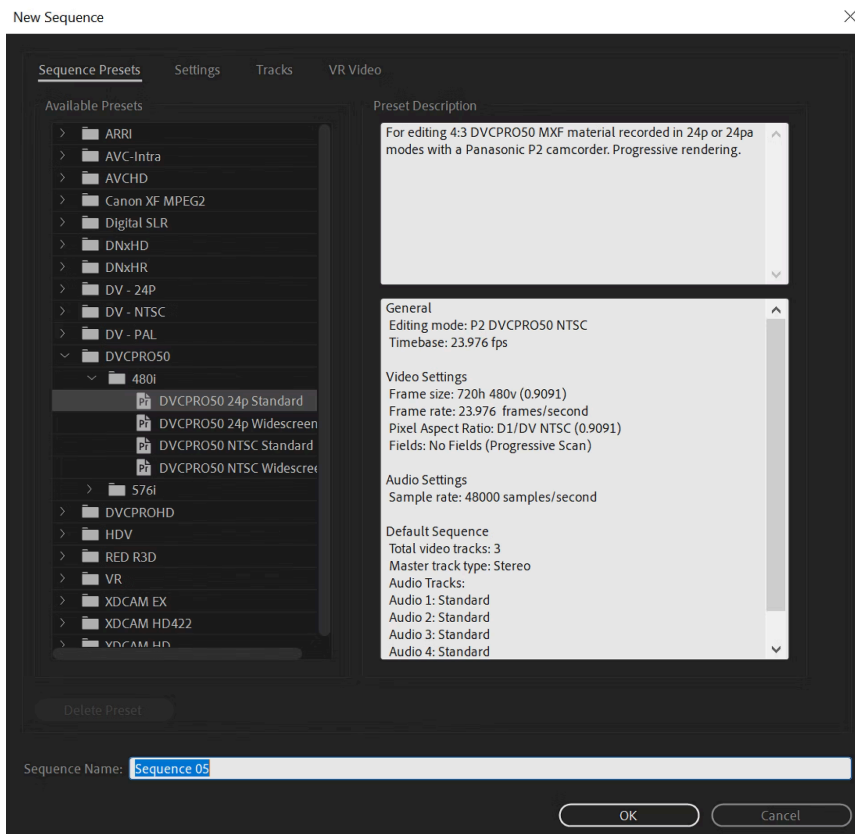 New Sequence
Sequence Presets
Settings
Tracks
VR Video
Available Presets
ARRI
AVC-Intra
AVCHD
Canon XF MPEG2
Digital SLR
DNxHD
DNxHR
DV - 24P
DV - NTSC
DV - PAL
DVCPRO50
480i
DVCPRO50 24p Standard
DVCPRO50 24p Widescreen
DVCPRO50 NTSC Standard
DVCPRO50 NTSC Widescree
576i
DVCPROHD
HDV
RED R3D
VR
XDCAM EX
XDCAM HD422
XDCAM HD
Delete Preset
Preset Description
For editing 4:3 DVCPRO50 MXF material recorded in 24p or 24pa
modes with a Panasonic P2 camcorder. Progressive rendering.
General
Editing mode: P2 DVCPRO50 NTSC
Timebase: 23.976 fps
Video Settings
Frame size: 720h 480v (0.9091)
Frame rate: 23.976 frames/second
Pixel Aspect Ratio: D1/DV NTSC (0.9091)
Fields: No Fields (Progressive Scan)
Audio Settings
Sample rate: 48000 samples/second
Default Sequence
Total video tracks: 3
Master track type: Stereo
Audio Tracks:
Audio 1: Standard
Audio 2: Standard
Audio 3: Standard
Audio 4: Standard
Sequence Name: Sequence 05
OK
Cancel